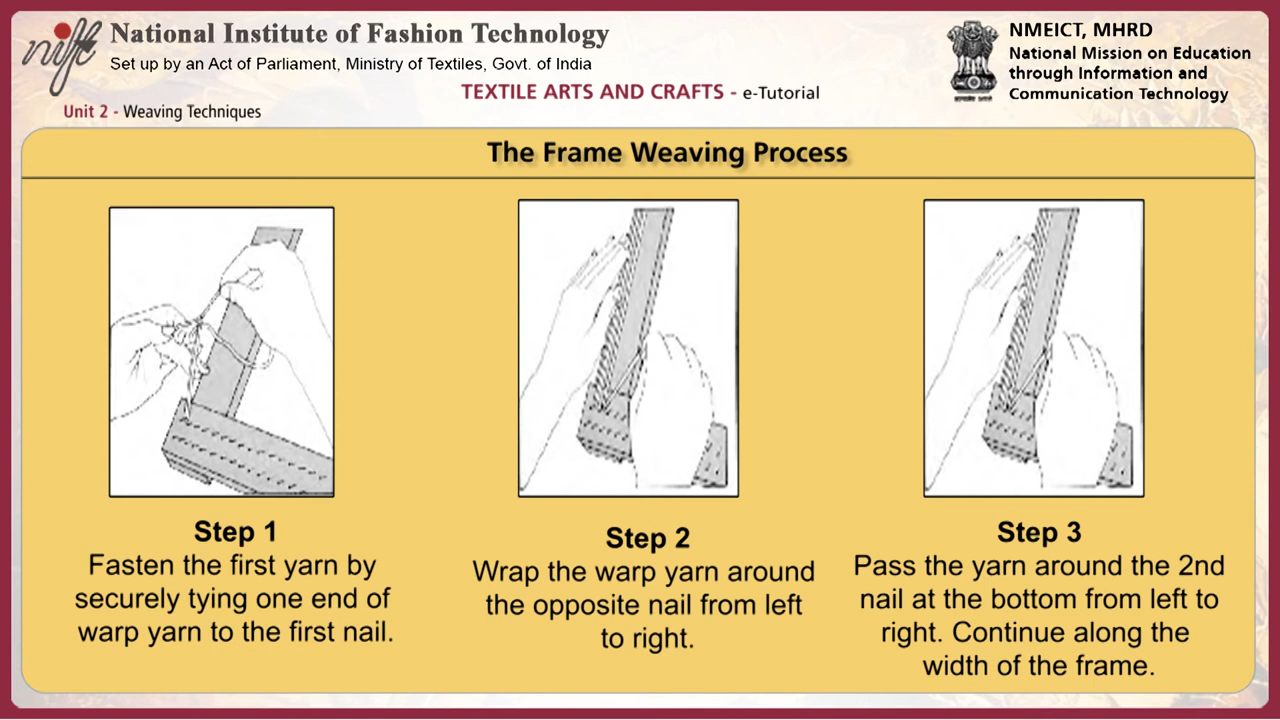 nift
National Institute of Fashion Technology
Set up by an Act of Parliament, Ministry of Textiles, Govt. of India
NMEICT, MHRD
National Mission on Education
through Information and
Communication Technology
TEXTILE ARTS AND CRAFTS - e-Tutorial
Unit 2 - Weaving Techniques
The Frame Weaving Process
Step 1
Fasten the first yarn by
securely tying one end of
warp yarn to the first nail.
Step 2
Wrap the warp yarn around
the opposite nail from left
to right.
Step 3
Pass the yarn around the 2nd
nail at the bottom from left to
right. Continue along the
width of the frame.